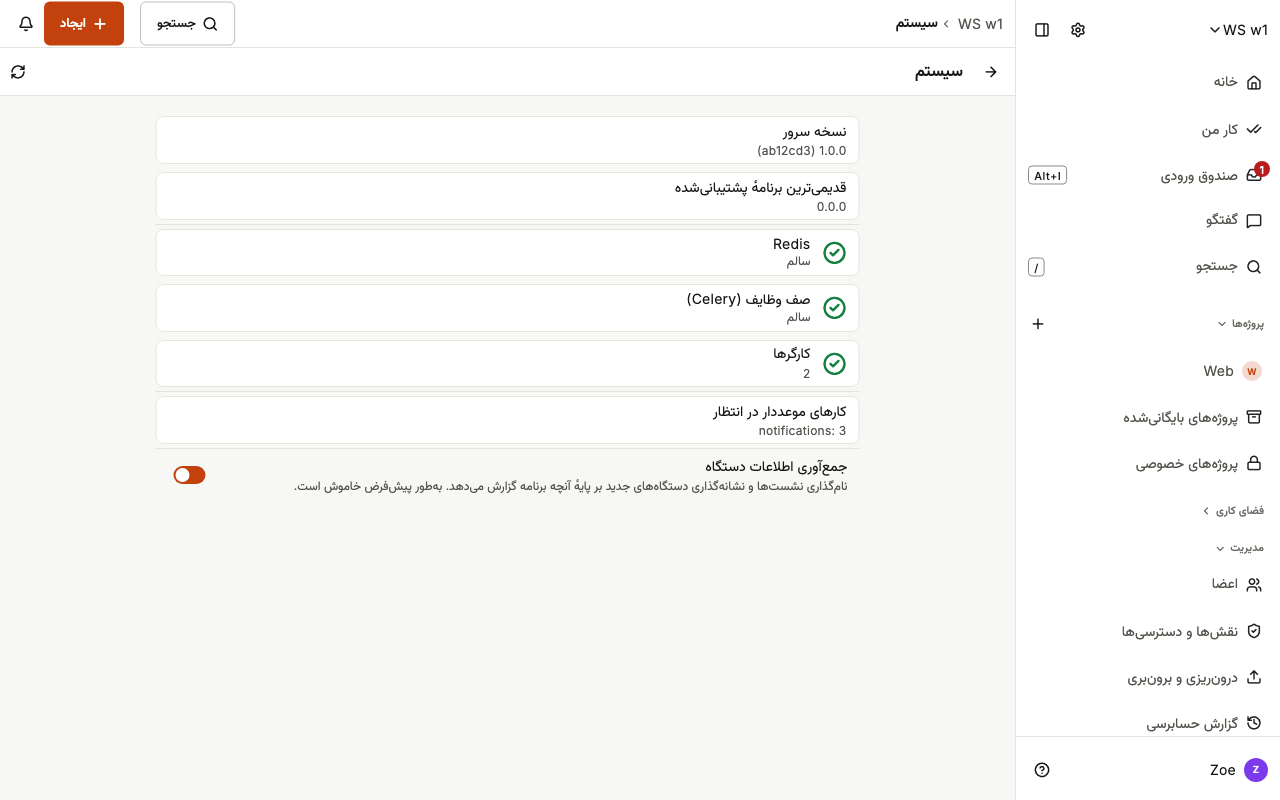 WS w1
خانه
کار من
صندوق ورودی
1
Alt+I
گفتگو
جستجو
/
پروژه‌ها
W
Web
پروژه‌های بایگانی‌شده
پروژه‌های خصوصی
فضای کاری
مدیریت
اعضا
نقش‌ها و دسترسی‌ها
درون‌ریزی و برون‌بری
گزارش حسابرسی
Z
Zoe
WS w1 › سیستم
جستجو
ایجاد
سیستم
نسخه سرور
1.0.0 (ab12cd3)
قدیمی‌ترین برنامهٔ پشتیبانی‌شده
0.0.0
Redis
سالم
صف وظایف (Celery)
سالم
کارگرها
2
کارهای موعددار در انتظار
notifications: 3
جمع‌آوری اطلاعات دستگاه
نام‌گذاری نشست‌ها و نشانه‌گذاری دستگاه‌های جدید بر پایهٔ آنچه برنامه گزارش می‌دهد. به‌طور پیش‌فرض خاموش است.